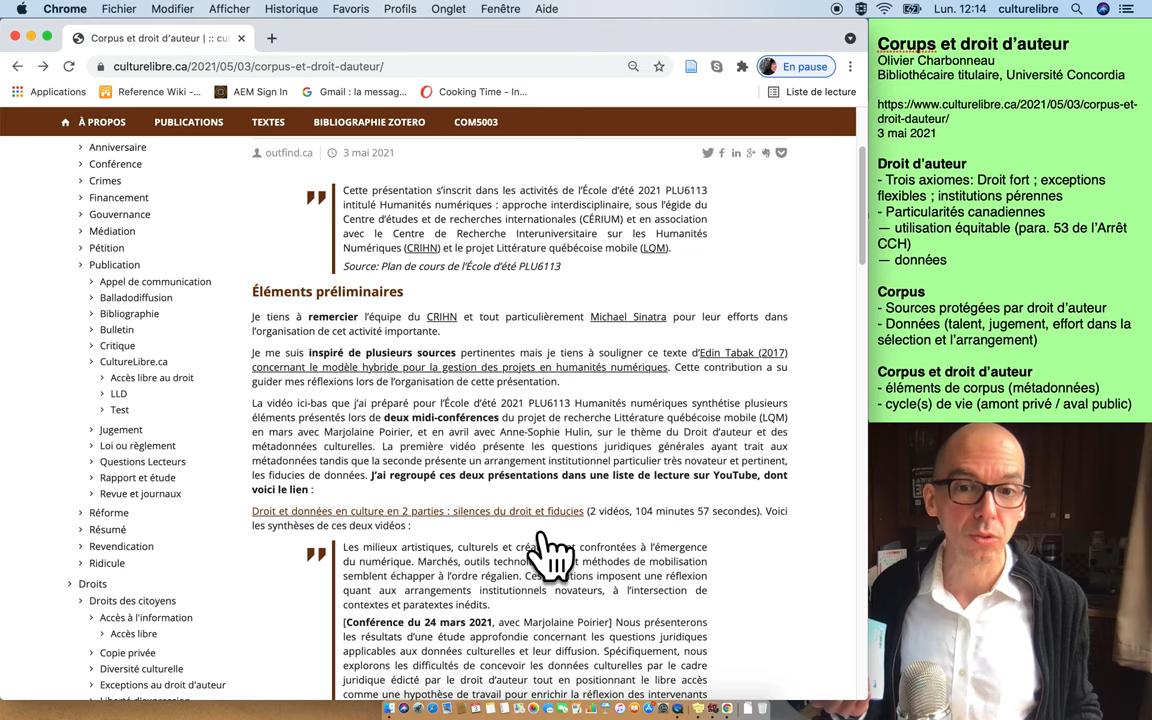 Chrome Fichier Modifier Afficher Historique Favoris Profils Onglet Fenêtre Aide Lun. 12:14 culturelibre
Corpus et droit d'auteur | :: cu
culturelibre.ca/2021/05/03/corpus-et-droit-dauteur/
En pause
Applications Reference Wiki -... AEM Sign In Gmail : la messag... Cooking Time - In... Liste de lecture
À PROPOS PUBLICATIONS TEXTES BIBLIOGRAPHIE ZOTERO COM5003
Anniversaire
Conférence
Crimes
Financement
Gouvernance
Médiation
Pétition
Publication
Appel de communication
Balladodiffusion
Bibliographie
Bulletin
Critique
CultureLibre.ca
Accès libre au droit
LLD
Test
Jugement
Loi ou règlement
Questions Lecteurs
Rapport et étude
Revue et journaux
Réforme
Résumé
Revendication
Ridicule
Droits
Droits des citoyens
Accès à l'information
Accès libre
Copie privée
Diversité culturelle
Exceptions au droit d'auteur
outfind.ca 3 mai 2021
Cette présentation s'inscrit dans les activités de l'École d'été 2021 PLU6113
intitulé Humanités numériques : approche interdisciplinaire, sous l'égide du
Centre d'études et de recherches internationales (CÉRIUM) et en association
avec le Centre de Recherche Interuniversitaire sur les Humanités
Numériques (CRIHN) et le projet Littérature québécoise mobile (LQM).
Source: Plan de cours de l'École d'été PLU6113
Éléments préliminaires
Je tiens à remercier l'équipe du CRIHN et tout particulièrement Michael Sinatra pour leur efforts dans
l'organisation de cet activité importante.
Je me suis inspiré de plusieurs sources pertinentes mais je tiens à souligner ce texte d'Edin Tabak (2017)
concernant le modèle hybride pour la gestion des projets en humanités numériques. Cette contribution a su
guider mes réflexions lors de l'organisation de cette présentation.
La vidéo ici-bas que j'ai préparé pour l'École d'été 2021 PLU6113 Humanités numériques synthétise plusieurs
éléments présentés lors de deux midi-conférences du projet de recherche Littérature québécoise mobile (LQM)
en mars avec Marjolaine Poirier, et en avril avec Anne-Sophie Hulin, sur le thème du Droit d'auteur et des
métadonnées culturelles. La première vidéo présente les questions juridiques générales ayant trait aux
métadonnées tandis que la seconde présente un arrangement institutionnel particulier très novateur et pertinent,
les fiducies de données. J'ai regroupé ces deux présentations dans une liste de lecture sur YouTube, dont
voici le lien :
Droit et données en culture en 2 parties : silences du droit et fiducies (2 vidéos, 104 minutes 57 secondes). Voici
les synthèses de ces deux vidéos :
Les milieux artistiques, culturels et confrontées à l'émergence
du numérique. Marchés, outils méthodes de mobilisation
semblent échapper à l'ordre régalien. imposent une réflexion
quant aux arrangements institutionnels novateurs, à l'intersection de
contextes et paratextes inédits.
[Conférence du 24 mars 2021, avec Marjolaine Poirier] Nous présenterons
les résultats d'une étude approfondie concernant les questions juridiques
applicables aux données culturelles et leur diffusion. Spécifiquement, nous
explorons les difficultés de concevoir les données culturelles par le cadre
juridique édicté par le droit d'auteur tout en positionnant le libre accès
comme une hypothèse de travail pour enrichir la réflexion des intervenants
Corups et droit d'auteur
Olivier Charbonneau
Bibliothécaire titulaire, Université Concordia
https://www.culturelibre.ca/2021/05/03/corpus-et-
droit-dauteur/
3 mai 2021
Droit d'auteur
- Trois axiomes: Droit fort ; exceptions
flexibles ; institutions pérennes
- Particularités canadiennes
— utilisation équitable (para. 53 de l'Arrêt
CCH)
— données
Corpus
- Sources protégées par droit d'auteur
- Données (talent, jugement, effort dans la
sélection et l'arrangement)
Corpus et droit d'auteur
- éléments de corpus (métadonnées)
- cycle(s) de vie (amont privé / aval public)